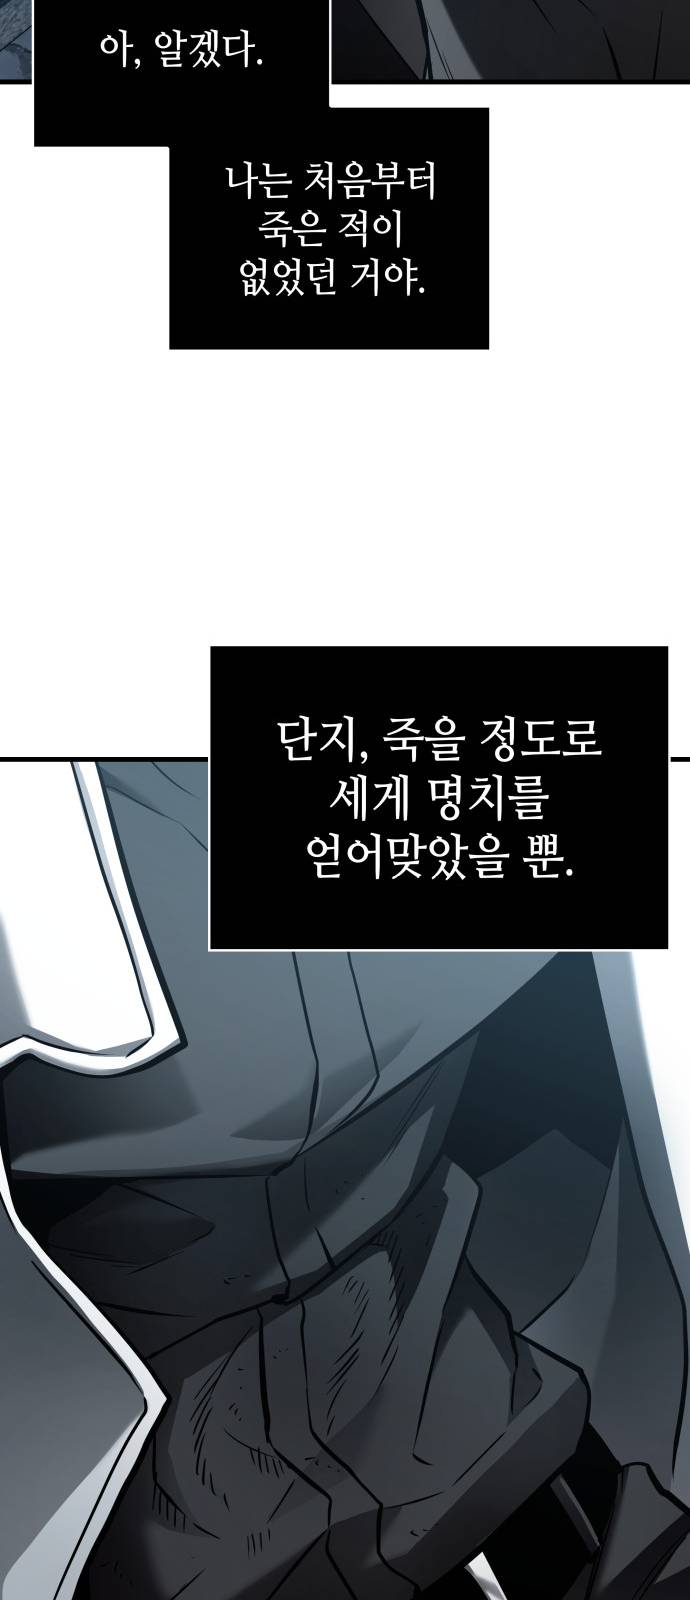 아, 알겠다.
나는 처음부터
죽은 적이
없었던 거야.
단지, 죽을 정도로
세게 명치를
얻어맞았을 뿐.